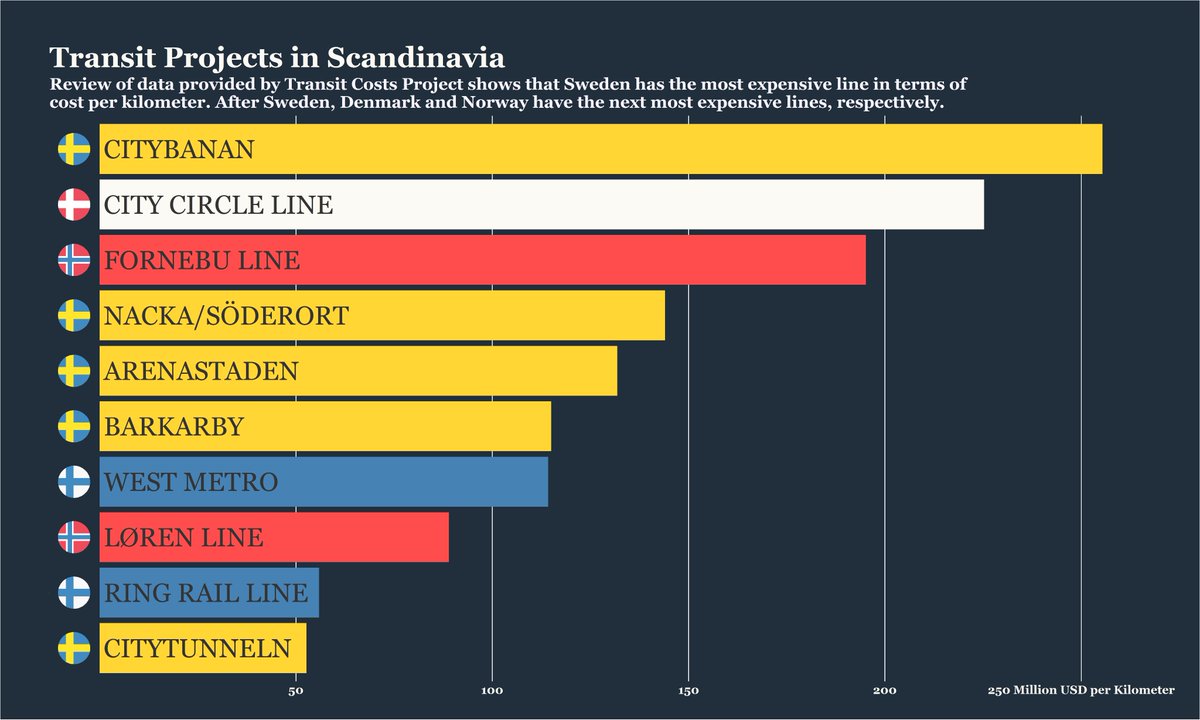 Transit Projects in Scandinavia
Review of data provided by Transit Costs Project shows that Sweden has the most expensive line in terms of
cost per kilometer. After Sweden, Denmark and Norway have the next most expensive lines, respectively.
CITYBANAN
CITY CIRCLE LINE
FORNEBU LINE
NACKA/SÖDERORT
ARENASTADEN
BARKARBY
WEST METRO
LØREN LINE
RING RAIL LINE
CITYTUNNELN
50 100 150 200 250 Million USD per Kilometer